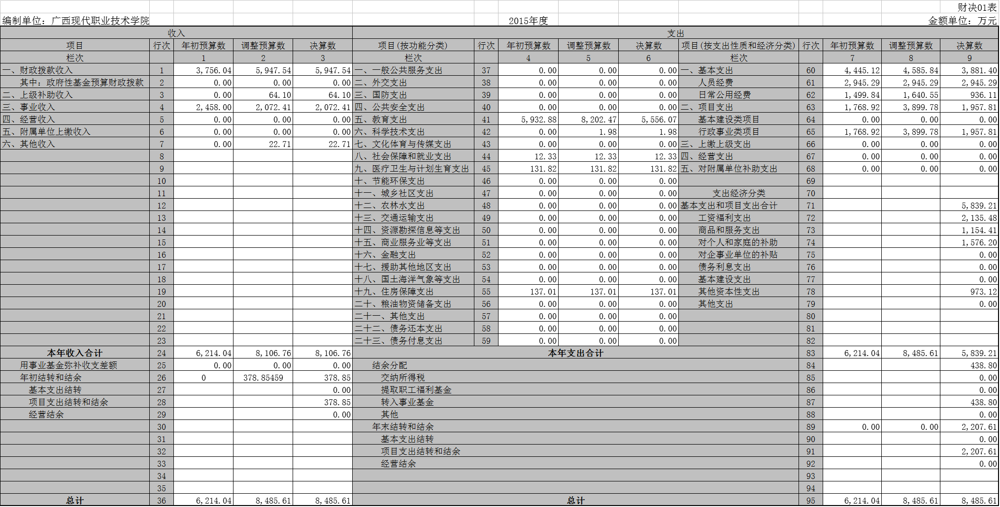 财决01表
编制单位：广西现代职业技术学院 2015年度 金额单位：万元
收入 支出
项目 行次 年初预算数 调整预算数 决算数 项目(按功能分类) 行次 年初预算数 调整预算数 决算数 项目(按支出性质和经济分类) 行次 年初预算数 调整预算数 决算数
栏次 1 2 3 栏次 4 5 6 栏次 7 8 9
一、财政拨款收入 1 3,756.04 5,947.54 5,947.54 一、一般公共服务支出 37 0.00 0.00 0.00 一、基本支出 60 4,445.12 4,585.84 3,881.40
其中：政府性基金预算财政拨款 2 0.00 0.00 0.00 二、外交支出 38 0.00 0.00 0.00 人员经费 61 2,945.29 2,945.29 2,945.29
二、上级补助收入 3 0.00 64.10 64.10 三、国防支出 39 0.00 0.00 0.00 日常公用经费 62 1,499.84 1,640.55 936.11
三、事业收入 4 2,458.00 2,072.41 2,072.41 四、公共安全支出 40 0.00 0.00 0.00 二、项目支出 63 1,768.92 3,899.78 1,957.81
四、经营收入 5 0.00 0.00 0.00 五、教育支出 41 5,932.88 8,202.47 5,556.07 基本建设类项目 64 0.00 0.00 0.00
五、附属单位上缴收入 6 0.00 0.00 0.00 六、科学技术支出 42 0.00 1.98 1.98 行政事业类项目 65 1,768.92 3,899.78 1,957.81
六、其他收入 7 0.00 22.71 22.71 七、文化体育与传媒支出 43 0.00 0.00 0.00 三、上缴上级支出 66 0.00 0.00 0.00
8 八、社会保障和就业支出 44 12.33 12.33 12.33 四、经营支出 67 0.00 0.00 0.00
9 九、医疗卫生与计划生育支出 45 131.82 131.82 131.82 五、对附属单位补助支出 68 0.00 0.00 0.00
10 十、节能环保支出 46 0.00 0.00 0.00 69
11 十一、城乡社区支出 47 0.00 0.00 0.00 支出经济分类 70
12 十二、农林水支出 48 0.00 0.00 0.00 基本支出和项目支出合计 71 5,839.21
13 十三、交通运输支出 49 0.00 0.00 0.00 工资福利支出 72 2,135.48
14 十四、资源勘探信息等支出 50 0.00 0.00 0.00 商品和服务支出 73 1,154.41
15 十五、商业服务业等支出 51 0.00 0.00 0.00 对个人和家庭的补助 74 1,576.20
16 十六、金融支出 52 0.00 0.00 0.00 对企事业单位的补贴 75 0.00
17 十七、援助其他地区支出 53 0.00 0.00 0.00 债务利息支出 76 0.00
18 十八、国土海洋气象等支出 54 0.00 0.00 0.00 基本建设支出 77 0.00
19 十九、住房保障支出 55 137.01 137.01 137.01 其他资本性支出 78 973.12
20 二十、粮油物资储备支出 56 0.00 0.00 0.00 其他支出 79 0.00
21 二十一、其他支出 57 0.00 0.00 0.00 80
22 二十二、债务还本支出 58 0.00 0.00 0.00 81
23 二十三、债务付息支出 59 0.00 0.00 0.00 82
本年收入合计 24 6,214.04 8,106.76 8,106.76 本年支出合计 83 6,214.04 8,485.61 5,839.21
用事业基金弥补收支差额 25 0.00 0.00 0.00 结余分配 84 438.80
年初结转和结余 26 0 378.85459 378.85 交纳所得税 85 0.00
基本支出结转 27 0.00 提取职工福利基金 86 0.00
项目支出结转和结余 28 378.85 转入事业基金 87 438.80
经营结余 29 0.00 其他 88 0.00
30 年末结转和结余 89 0.00 0.00 2,207.61
31 基本支出结转 90 0.00
32 项目支出结转和结余 91 2,207.61
33 经营结余 92 0.00
34 93
35 94
总计 36 6,214.04 8,485.61 8,485.61 总计 95 6,214.04 8,485.61 8,485.61